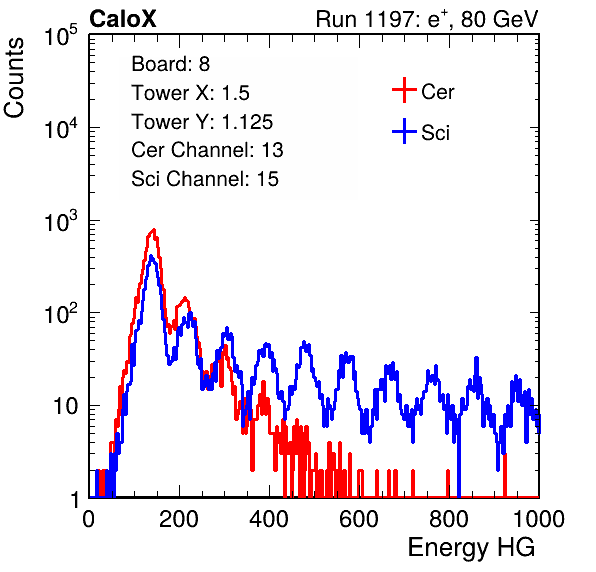 CaloX Run 1197: e⁺, 80 GeV
Counts
10⁵
10⁴
10³
10²
10
1
Board: 8
Tower X: 1.5
Tower Y: 1.125
Cer Channel: 13
Sci Channel: 15
Cer
Sci
0 200 400 600 800 1000
Energy HG